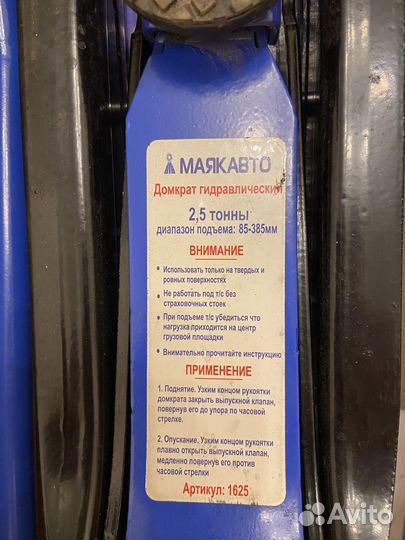 МАЯКАВТО
Домкрат гидравлический
2,5 тонны
диапазон подъема: 85-385мм
ВНИМАНИЕ
• Использовать только на твердых и
ровных поверхностях
• Не работать под т/с без
страховочных стоек
• При подъеме т/с убедиться что
нагрузка приходится на центр
грузовой площадки
• Внимательно прочитайте инструкцию
ПРИМЕНЕНИЕ
1. Поднятие. Узким концом рукоятки
домкрата закрыть выпускной клапан,
повернув его до упора по часовой
стрелке.
2. Опускание. Узким концом рукоятки
плавно открыть выпускной клапан,
медленно повернув его против
часовой стрелки
Артикул: 1625
Avito